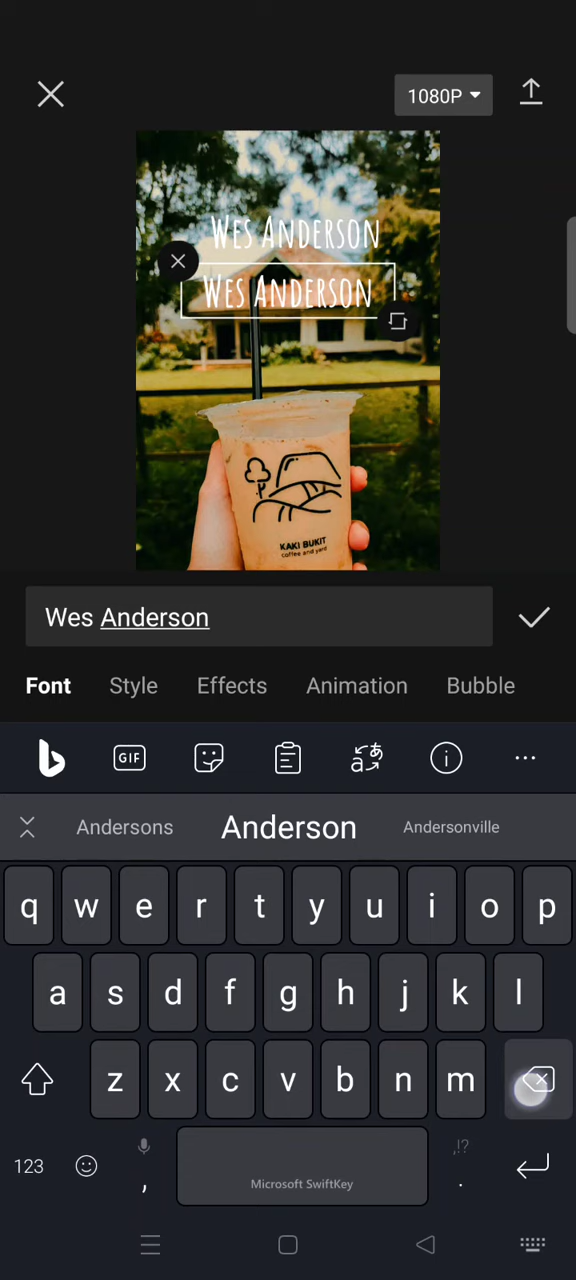 1080P
Wes Anderson
Wes Anderson
KAKI BUKIT
coffee and yard
Wes Anderson
Font Style Effects Animation Bubble
GIF
Andersons Anderson Andersonville
q w e r t y u i o p
a s d f g h j k l
z x c v b n m
123 , Microsoft SwiftKey ,!? .